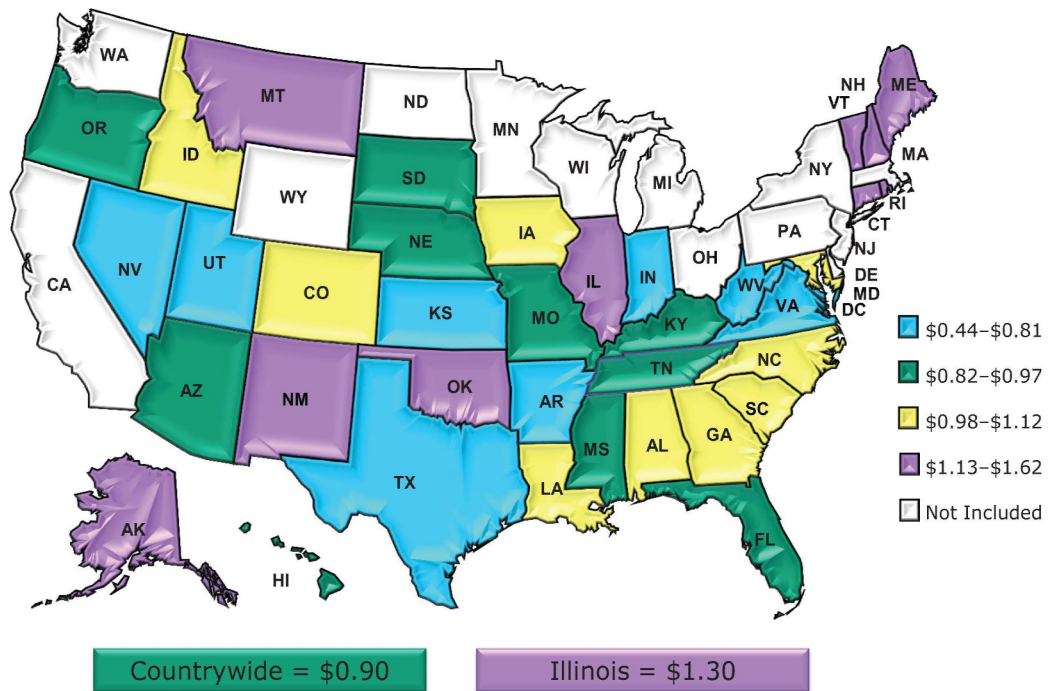 WA
MT
ND
MN
OR
ID
SD
WI
MI
NH
VT
ME
NY
MA
RI
CT
WY
NE
IA
PA
NJ
OH
DE
MD
DC
NV
UT
CO
IL
IN
WV
VA
CA
KS
MO
KY
TN
NC
AZ
NM
OK
AR
SC
MS
AL
GA
TX
LA
AK
HI
FL
$0.44–$0.81
$0.82–$0.97
$0.98–$1.12
$1.13–$1.62
Not Included
Countrywide = $0.90
Illinois = $1.30